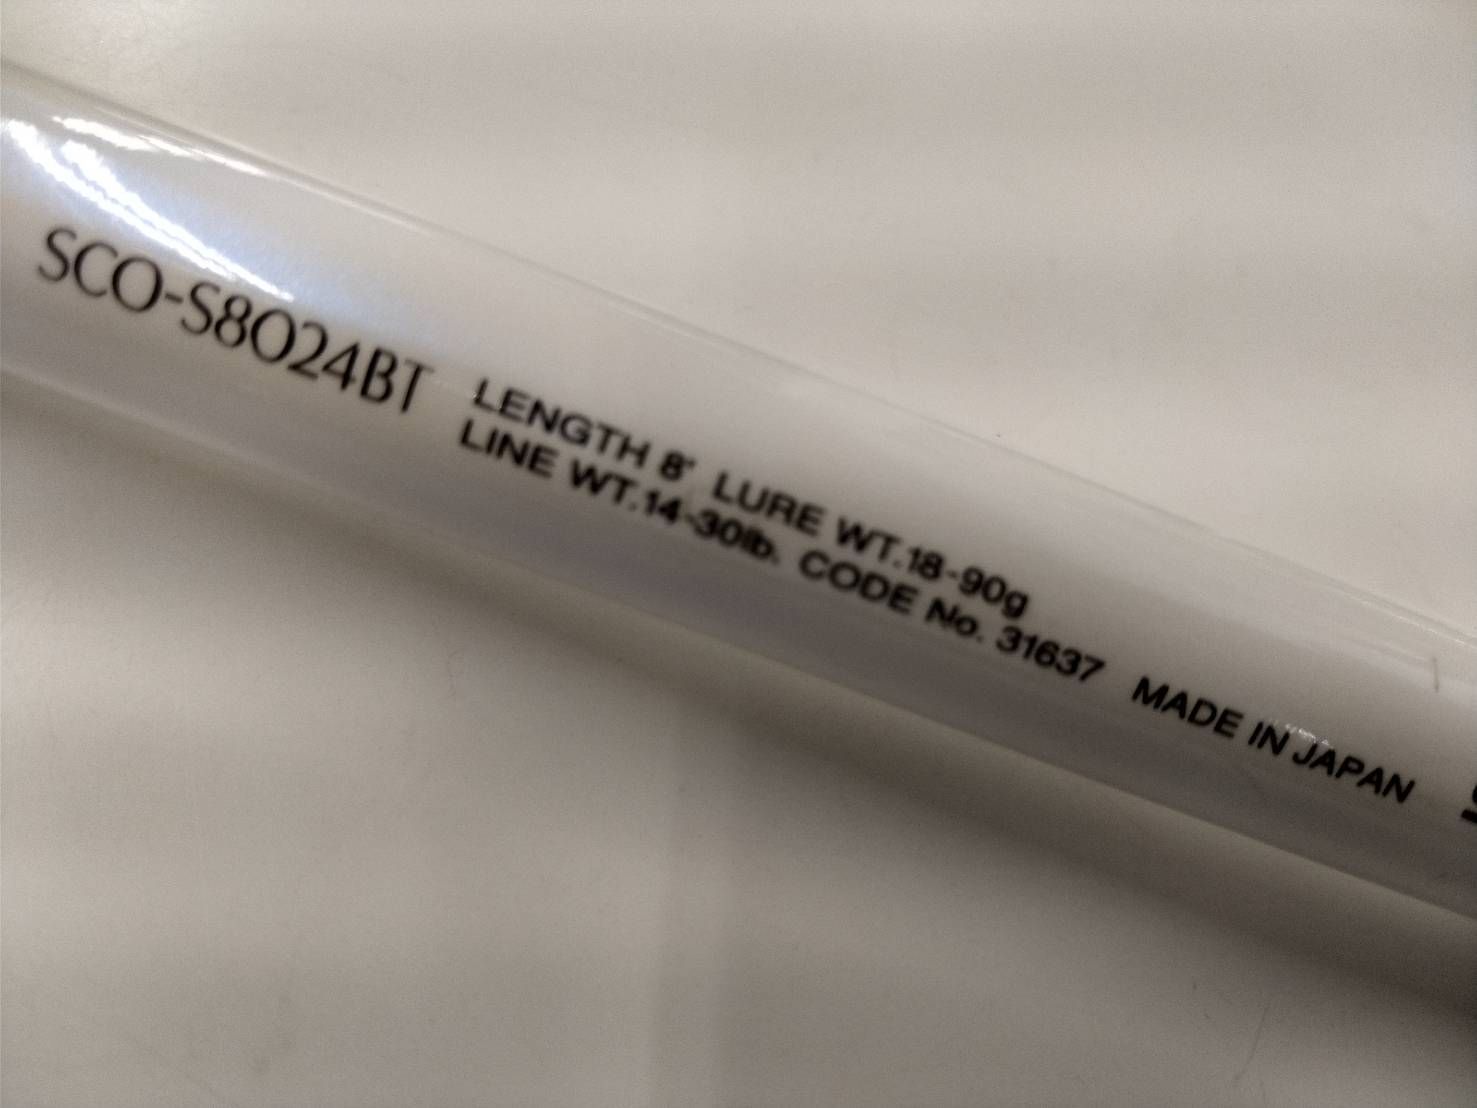 SCO-S8024BT
LENGTH 8' LURE WT.18-90g
LINE WT.14-30lb. CODE No. 31637 MADE IN JAPAN